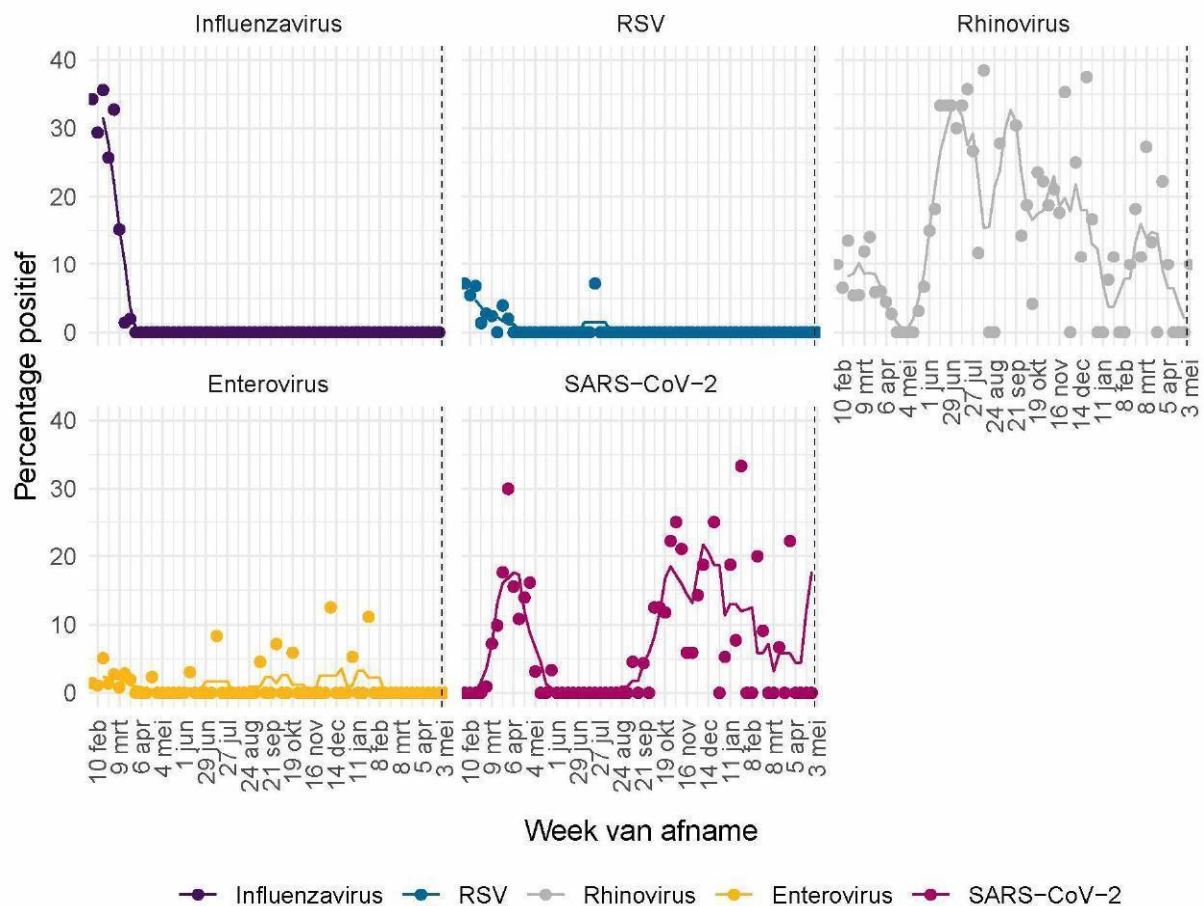 Influenzavirus
RSV
Rhinovirus
Percentage positief
40
30
20
10
0
10 feb
9 mrt
6 apr
4 mei
1 jun
29 jun
27 jul
24 aug
21 sep
19 okt
16 nov
14 dec
11 jan
8 feb
8 mrt
5 apr
3 mei
Enterovirus
SARS−CoV−2
40
30
20
10
0
10 feb
9 mrt
6 apr
4 mei
1 jun
29 jun
27 jul
24 aug
21 sep
19 okt
16 nov
14 dec
11 jan
8 feb
8 mrt
5 apr
3 mei
10 feb
9 mrt
6 apr
4 mei
1 jun
29 jun
27 jul
24 aug
21 sep
19 okt
16 nov
14 dec
11 jan
8 feb
8 mrt
5 apr
3 mei
Week van afname
Influenzavirus RSV Rhinovirus Enterovirus SARS−CoV−2